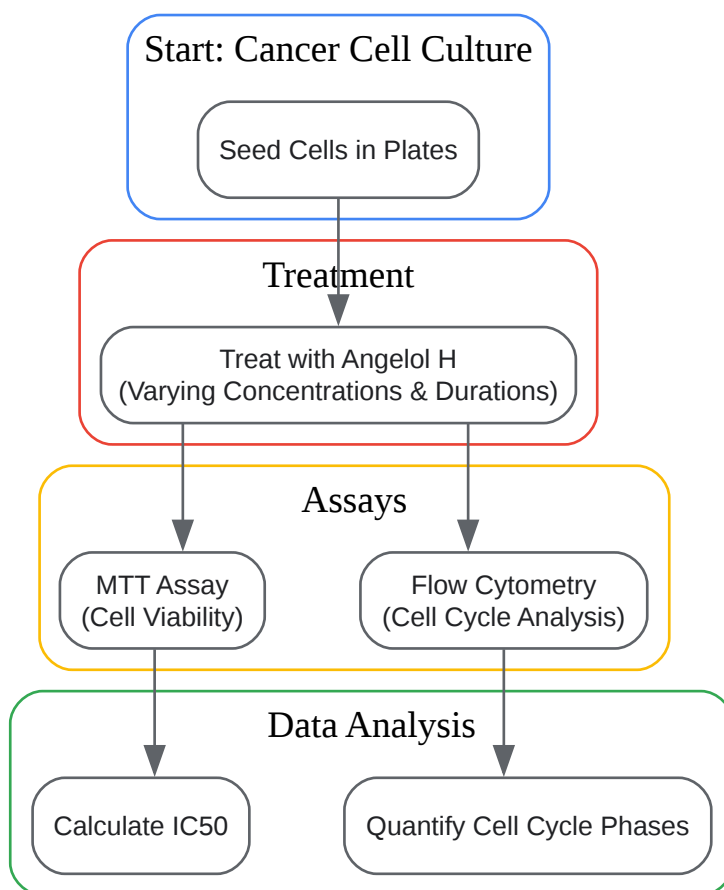 Start: Cancer Cell Culture
Seed Cells in Plates
Treatment
Treat with Angelol H
(Varying Concentrations & Durations)
Assays
MTT Assay
(Cell Viability)
Flow Cytometry
(Cell Cycle Analysis)
Data Analysis
Calculate IC50
Quantify Cell Cycle Phases